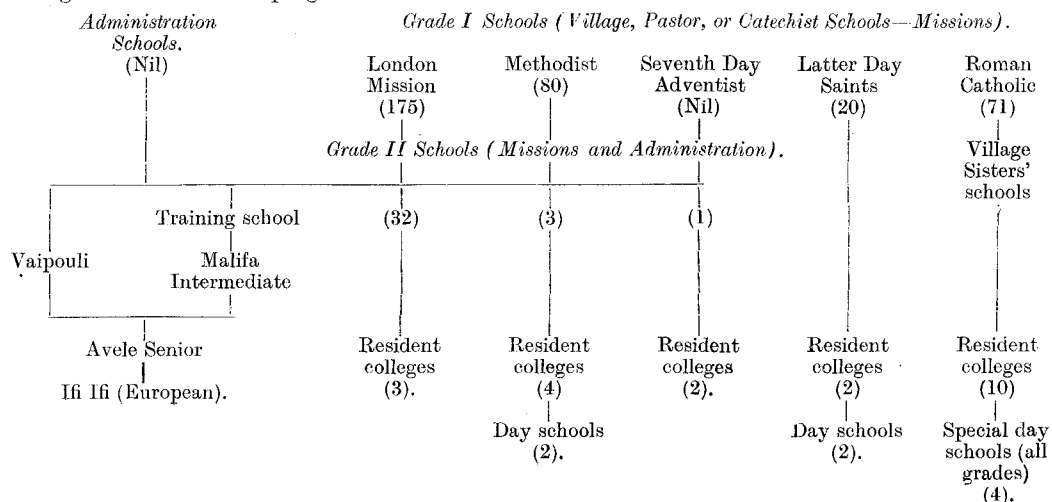 Administration
Schools.
(Nil)
Grade I Schools (Village, Pastor, or Catechist Schools—Missions).
London
Mission
(175)
Methodist
(80)
Seventh Day
Adventist
(Nil)
Latter Day
Saints
(20)
Roman
Catholic
(71)
Grade II Schools (Missions and Administration).
Village
Sisters'
schools
Training school
(32)
(3)
(1)
Vaipouli
Malifa
Intermediate
Avele Senior
Ifi Ifi (European).
Resident
colleges
(3).
Resident
colleges
(4)
Resident
colleges
(2).
Resident
colleges
(2)
Resident
colleges
(10)
Day schools
(2).
Day schools
(2).
Special day
schools (all
grades)
(4).